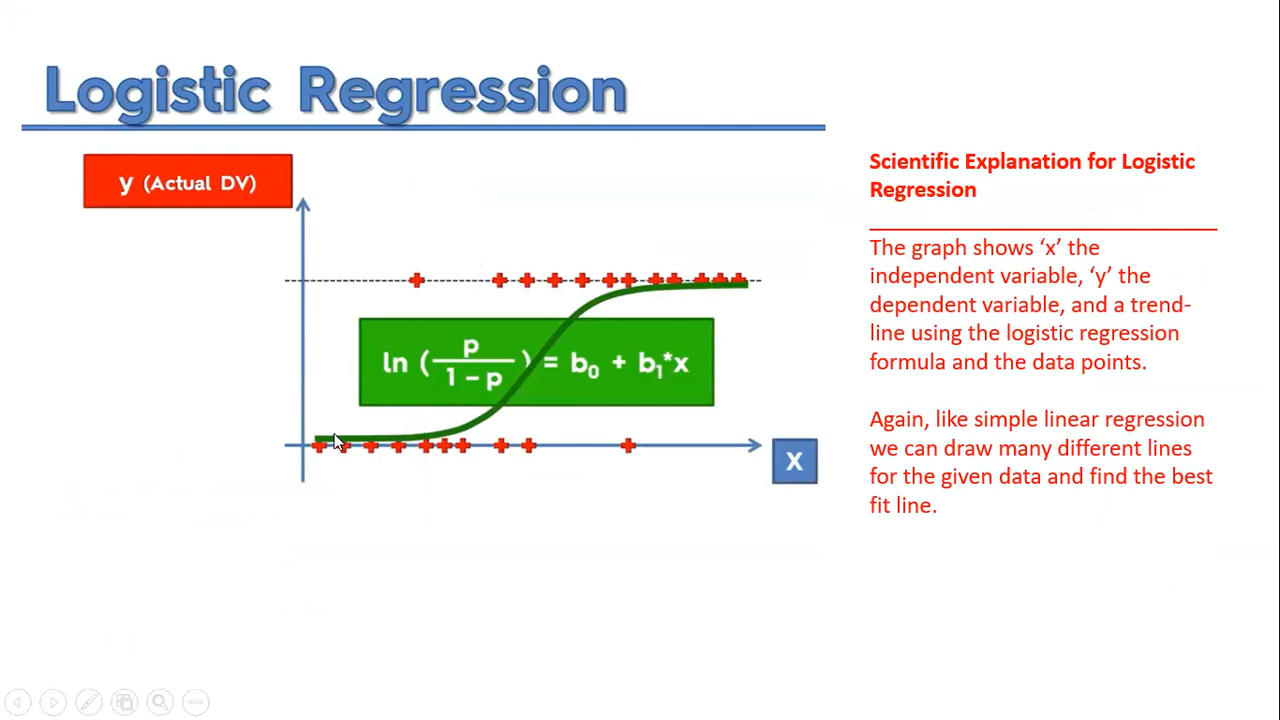 Logistic Regression
y (Actual DV)
ln ( p / 1 – p ) = b₀ + b₁*x
X
Scientific Explanation for Logistic
Regression
The graph shows ‘x’ the
independent variable, ‘y’ the
dependent variable, and a trend-
line using the logistic regression
formula and the data points.
Again, like simple linear regression
we can draw many different lines
for the given data and find the best
fit line.